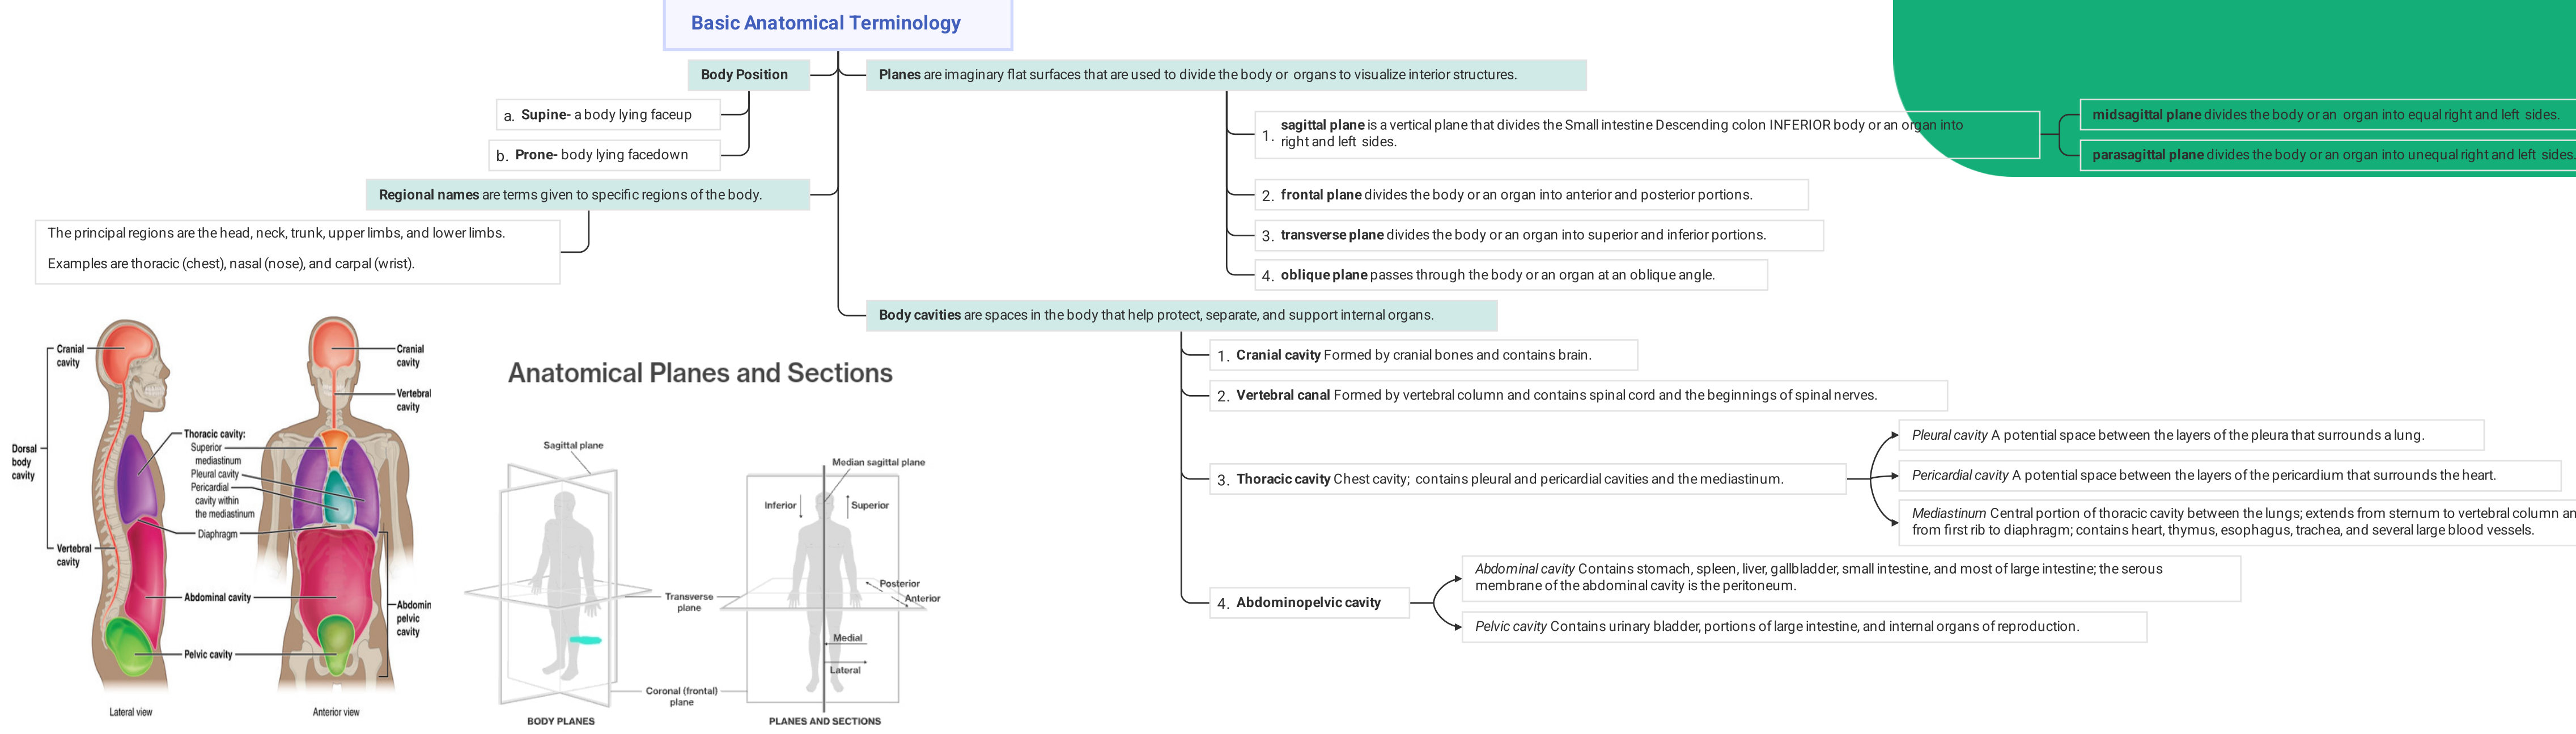 Basic Anatomical Terminology
Body Position
a. Supine- a body lying faceup
b. Prone- body lying facedown
Regional names are terms given to specific regions of the body.
The principal regions are the head, neck, trunk, upper limbs, and lower limbs.
Examples are thoracic (chest), nasal (nose), and carpal (wrist).
Planes are imaginary flat surfaces that are used to divide the body or organs to visualize interior structures.
1. sagittal plane is a vertical plane that divides the Small intestine Descending colon INFERIOR body or an organ into
right and left sides.
midsagittal plane divides the body or an organ into equal right and left sides.
parasagittal plane divides the body or an organ into unequal right and left sides.
2. frontal plane divides the body or an organ into anterior and posterior portions.
3. transverse plane divides the body or an organ into superior and inferior portions.
4. oblique plane passes through the body or an organ at an oblique angle.
Body cavities are spaces in the body that help protect, separate, and support internal organs.
1. Cranial cavity Formed by cranial bones and contains brain.
2. Vertebral canal Formed by vertebral column and contains spinal cord and the beginnings of spinal nerves.
3. Thoracic cavity Chest cavity; contains pleural and pericardial cavities and the mediastinum.
Pleural cavity A potential space between the layers of the pleura that surrounds a lung.
Pericardial cavity A potential space between the layers of the pericardium that surrounds the heart.
Mediastinum Central portion of thoracic cavity between the lungs; extends from sternum to vertebral column an
from first rib to diaphragm; contains heart, thymus, esophagus, trachea, and several large blood vessels.
4. Abdominopelvic cavity
Abdominal cavity Contains stomach, spleen, liver, gallbladder, small intestine, and most of large intestine; the serous
membrane of the abdominal cavity is the peritoneum.
Pelvic cavity Contains urinary bladder, portions of large intestine, and internal organs of reproduction.
Cranial
cavity
Dorsal
body
cavity
Vertebral
cavity
Thoracic cavity:
Superior
mediastinum
Pleural cavity
Pericardial
cavity within
the mediastinum
Diaphragm
Abdominal cavity
Pelvic cavity
Cranial
cavity
Vertebral
cavity
Abdomin
pelvic
cavity
Lateral view
Anterior view
Anatomical Planes and Sections
Sagittal plane
Median sagittal plane
Inferior
Superior
Posterior
Anterior
Transverse
plane
Medial
Lateral
Coronal (frontal)
plane
BODY PLANES
PLANES AND SECTIONS